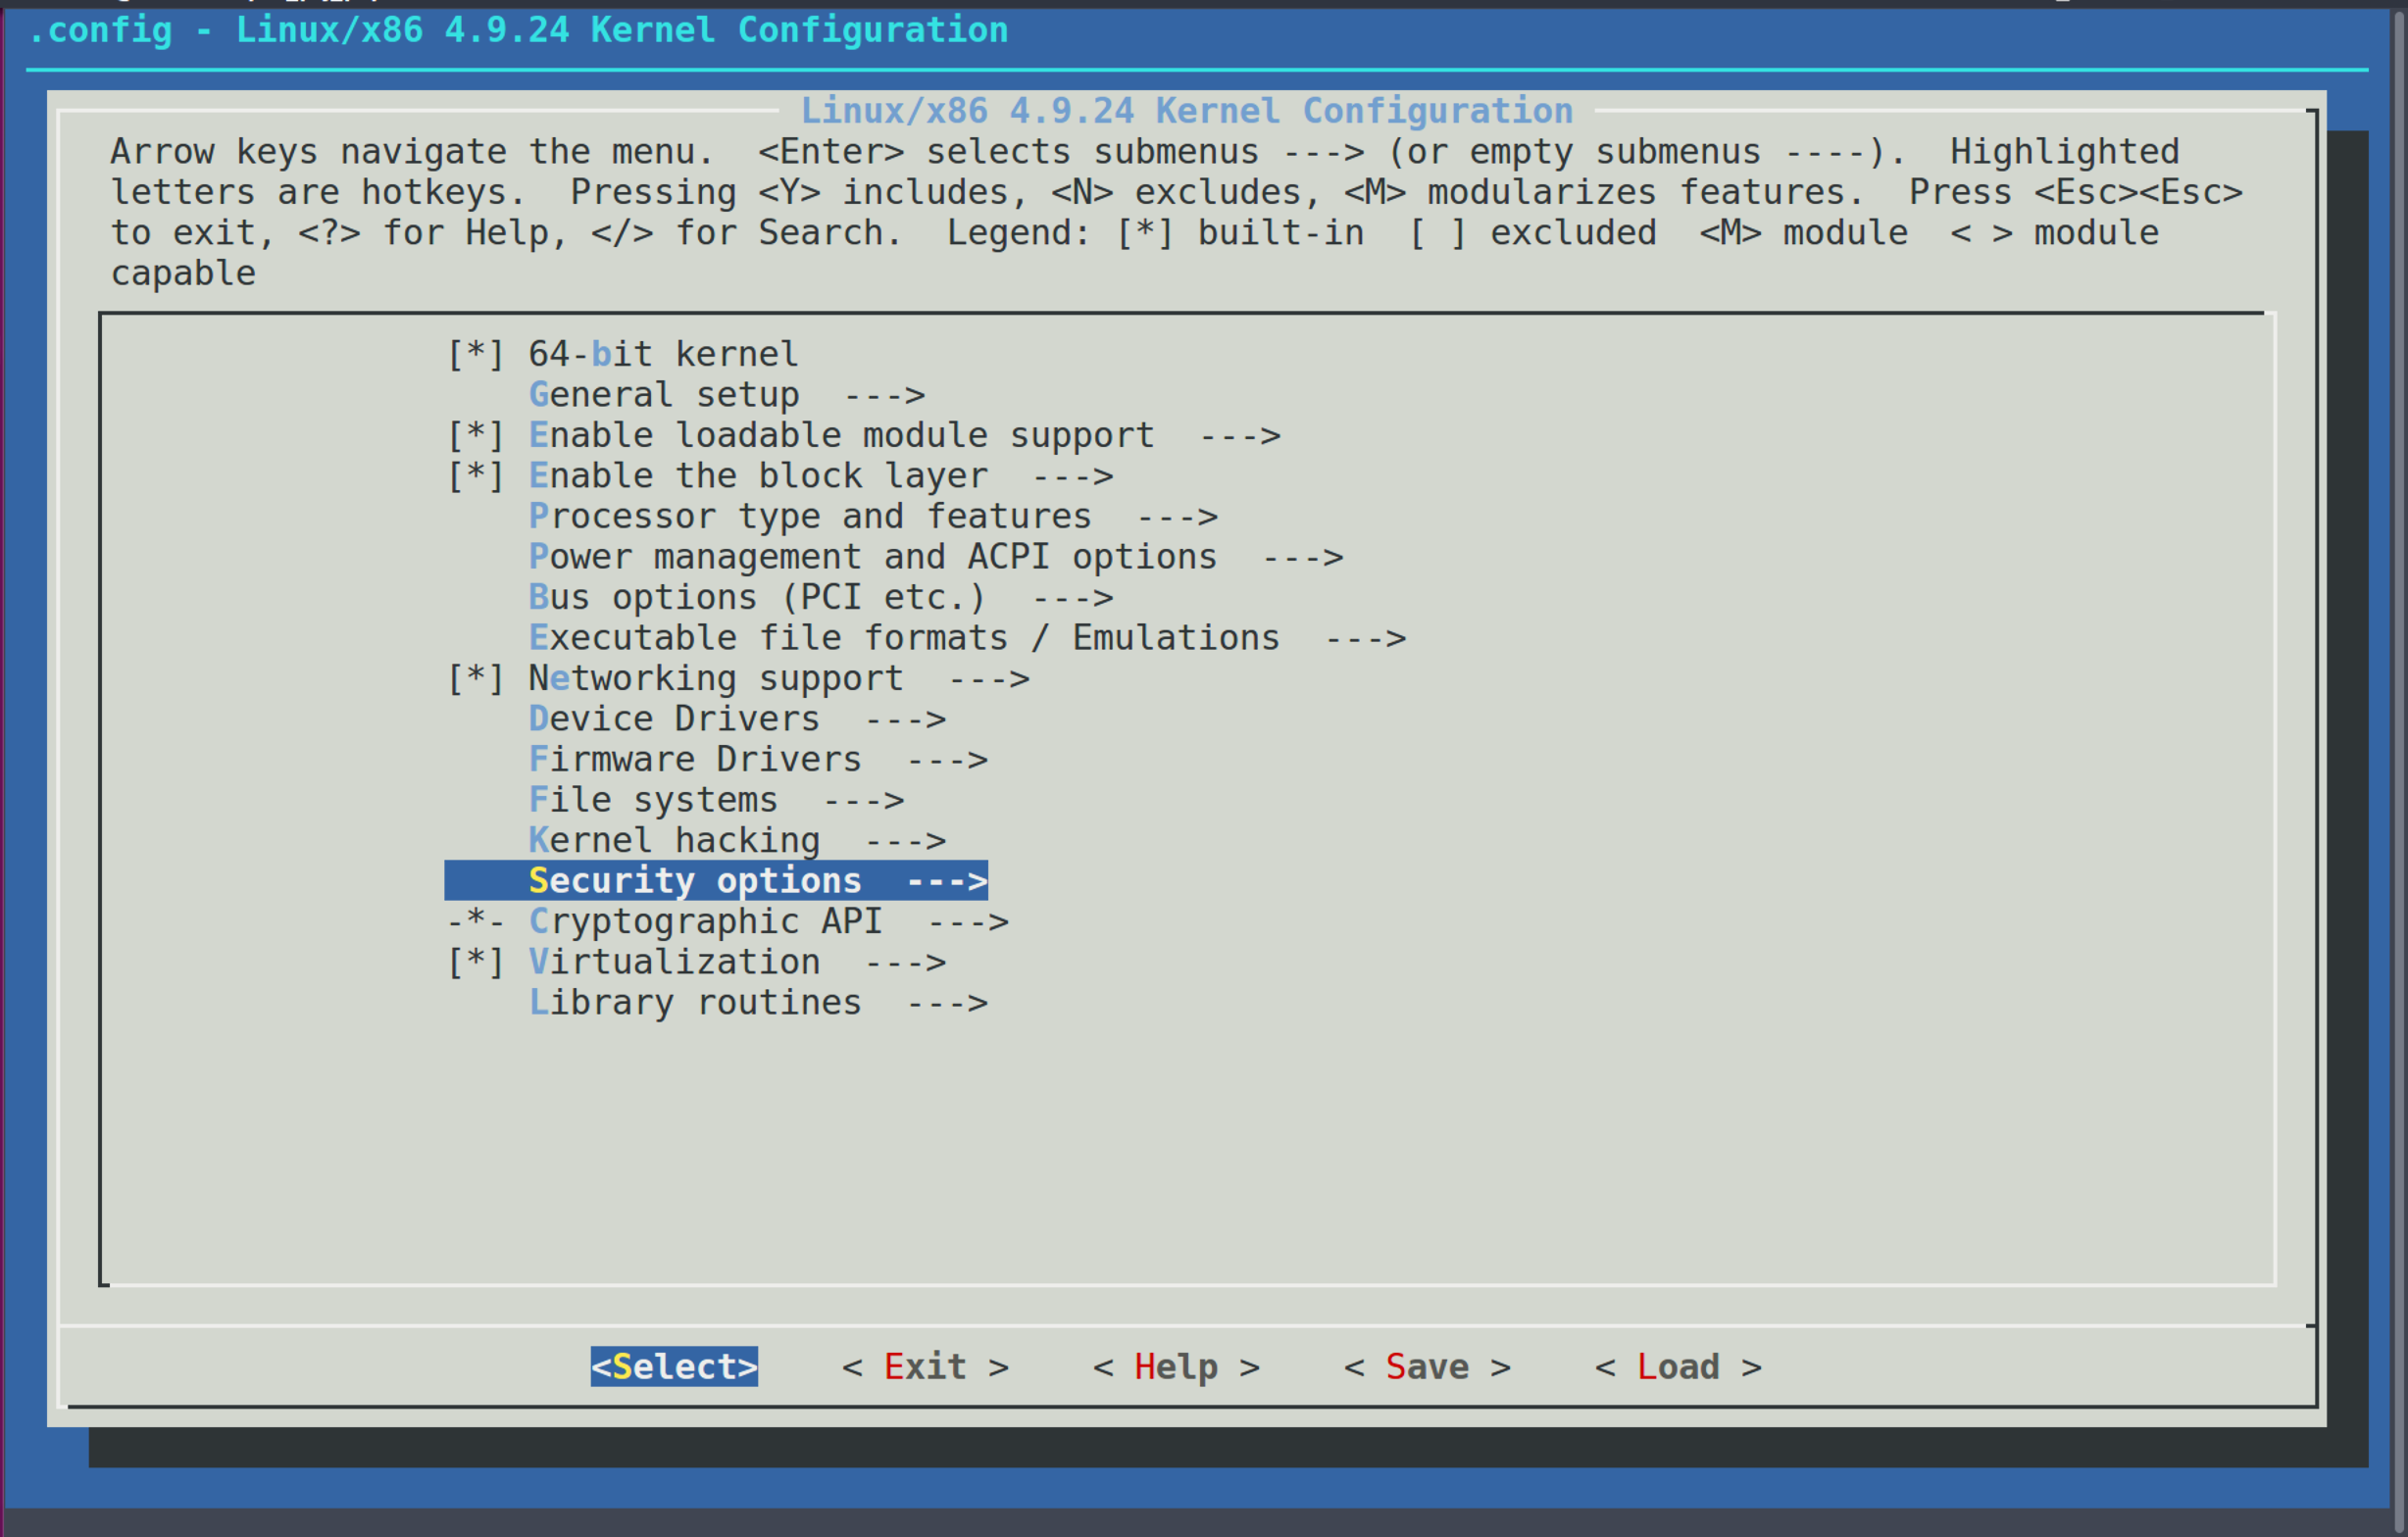 .config - Linux/x86 4.9.24 Kernel Configuration
Linux/x86 4.9.24 Kernel Configuration
Arrow keys navigate the menu.  <Enter> selects submenus ---> (or empty submenus ----).  Highlighted
letters are hotkeys.  Pressing <Y> includes, <N> excludes, <M> modularizes features.  Press <Esc><Esc>
to exit, <?> for Help, </> for Search.  Legend: [*] built-in  [ ] excluded  <M> module  < > module
capable
[*] 64-bit kernel
General setup  --->
[*] Enable loadable module support  --->
[*] Enable the block layer  --->
Processor type and features  --->
Power management and ACPI options  --->
Bus options (PCI etc.)  --->
Executable file formats / Emulations  --->
[*] Networking support  --->
Device Drivers  --->
Firmware Drivers  --->
File systems  --->
Kernel hacking  --->
Security options  --->
-*- Cryptographic API  --->
[*] Virtualization  --->
Library routines  --->
<Select>    < Exit >    < Help >    < Save >    < Load >